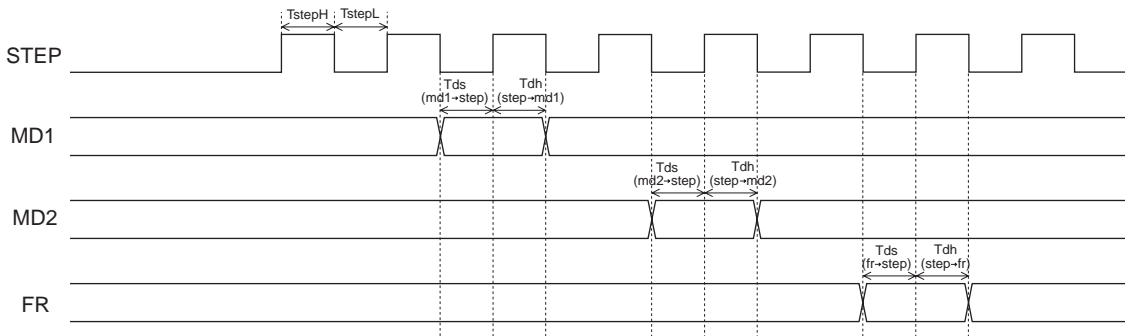 TstepH TstepL
STEP
Tds Tdh
(md1→step) (step→md1)
MD1
Tds Tdh
(md2→step) (step→md2)
MD2
Tds Tdh
(fr→step) (step→fr)
FR